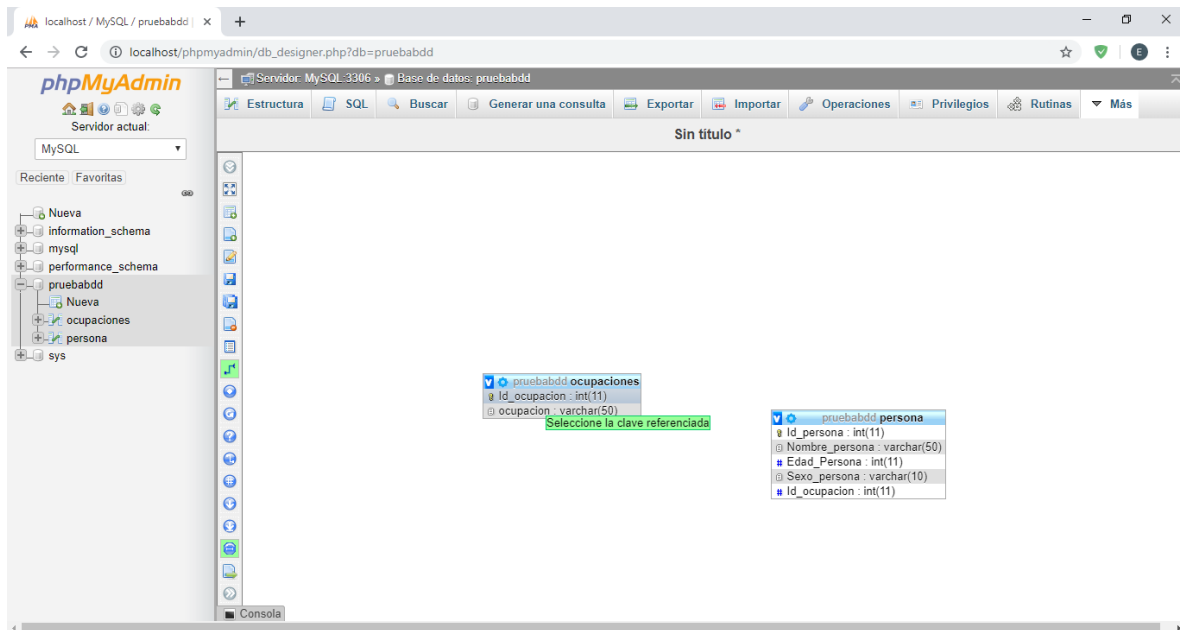 localhost / MySQL / pruebabdd |
localhost/phpmyadmin/db_designer.php?db=pruebabdd
E
phpMyAdmin
Servidor actual:
MySQL
Reciente Favoritas
Nueva
information_schema
mysql
performance_schema
pruebabdd
Nueva
ocupaciones
persona
sys
Servidor: MySQL:3306 » Base de datos: pruebabdd
Estructura SQL Buscar Generar una consulta Exportar Importar Operaciones Privilegios Rutinas Más
Sin título *
pruebabdd ocupaciones
Id_ocupacion : int(11)
ocupacion : varchar(50)
Seleccione la clave referenciada
pruebabdd persona
Id_persona : int(11)
Nombre_persona : varchar(50)
# Edad_Persona : int(11)
Sexo_persona : varchar(10)
# Id_ocupacion : int(11)
Consola